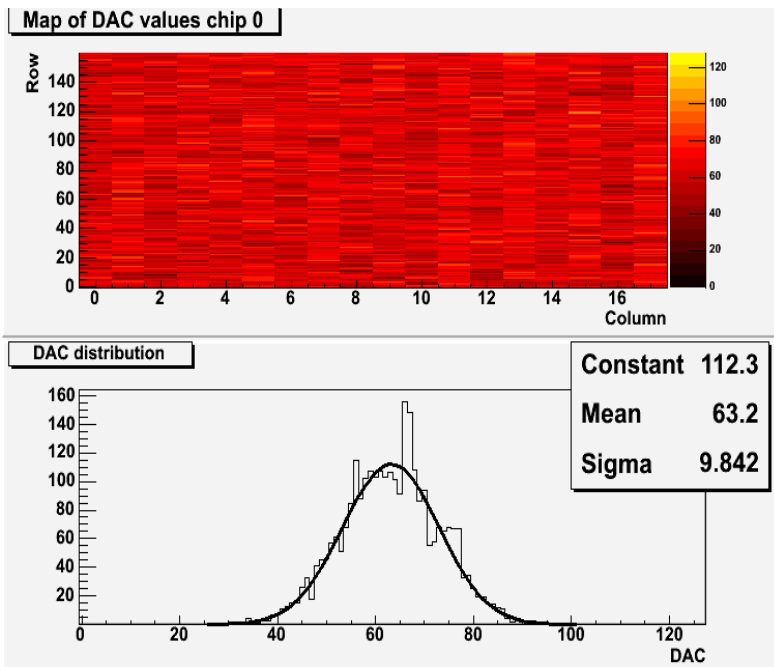 Map of DAC values chip 0
Row
140
120
100
80
60
40
20
0
0 2 4 6 8 10 12 14 16
Column
120
100
80
60
40
20
0
DAC distribution
Constant 112.3
Mean 63.2
Sigma 9.842
160
140
120
100
80
60
40
20
0 20 40 60 80 100 120
DAC